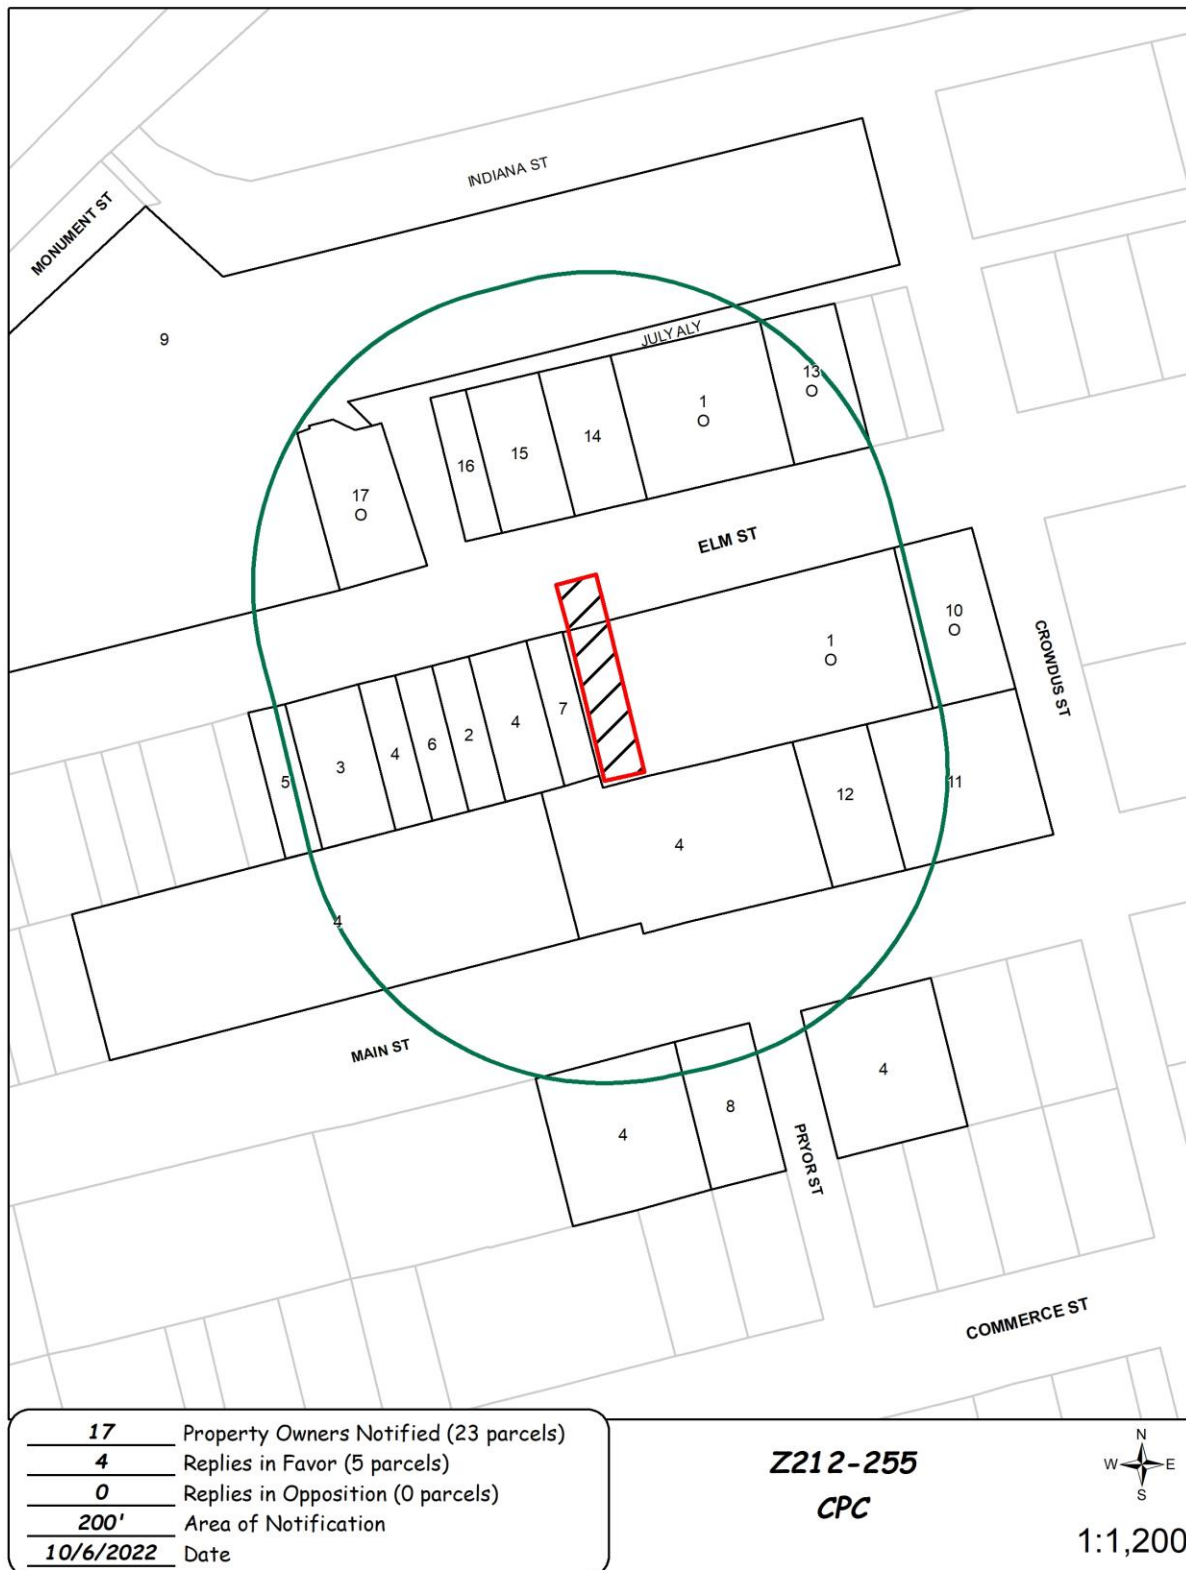 INDIANA ST
MONUMENT ST
9
JULY ALY
13
O
1
O
14
15
16
17
O
ELM ST
10
O
1
O
CROWDUS ST
7
4
2
6
4
3
5
11
12
4
4
MAIN ST
4
8
4
PRYOR ST
COMMERCE ST
17 Property Owners Notified (23 parcels)
4 Replies in Favor (5 parcels)
0 Replies in Opposition (0 parcels)
200' Area of Notification
10/6/2022 Date
Z212-255
CPC
N
W E
S
1:1,200